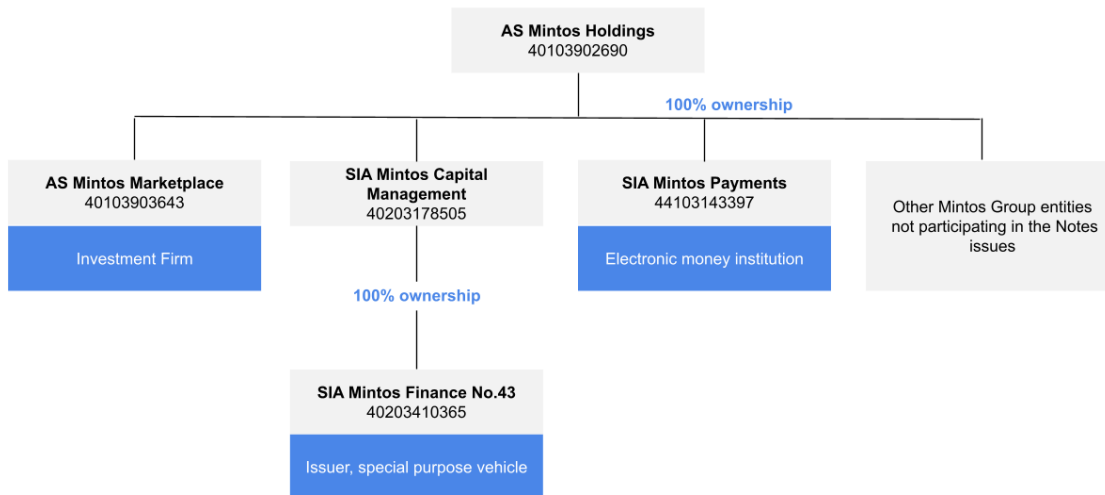 AS Mintos Holdings
40103902690
100% ownership
AS Mintos Marketplace
40103903643
Investment Firm
SIA Mintos Capital
Management
40203178505
SIA Mintos Payments
44103143397
Electronic money institution
Other Mintos Group entities
not participating in the Notes
issues
100% ownership
SIA Mintos Finance No.43
40203410365
Issuer, special purpose vehicle